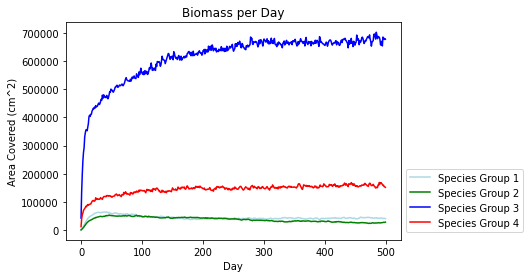 Biomass per Day
Area Covered (cm^2)
700000
600000
500000
400000
300000
200000
100000
0
0 100 200 300 400 500
Day
Species Group 1
Species Group 2
Species Group 3
Species Group 4